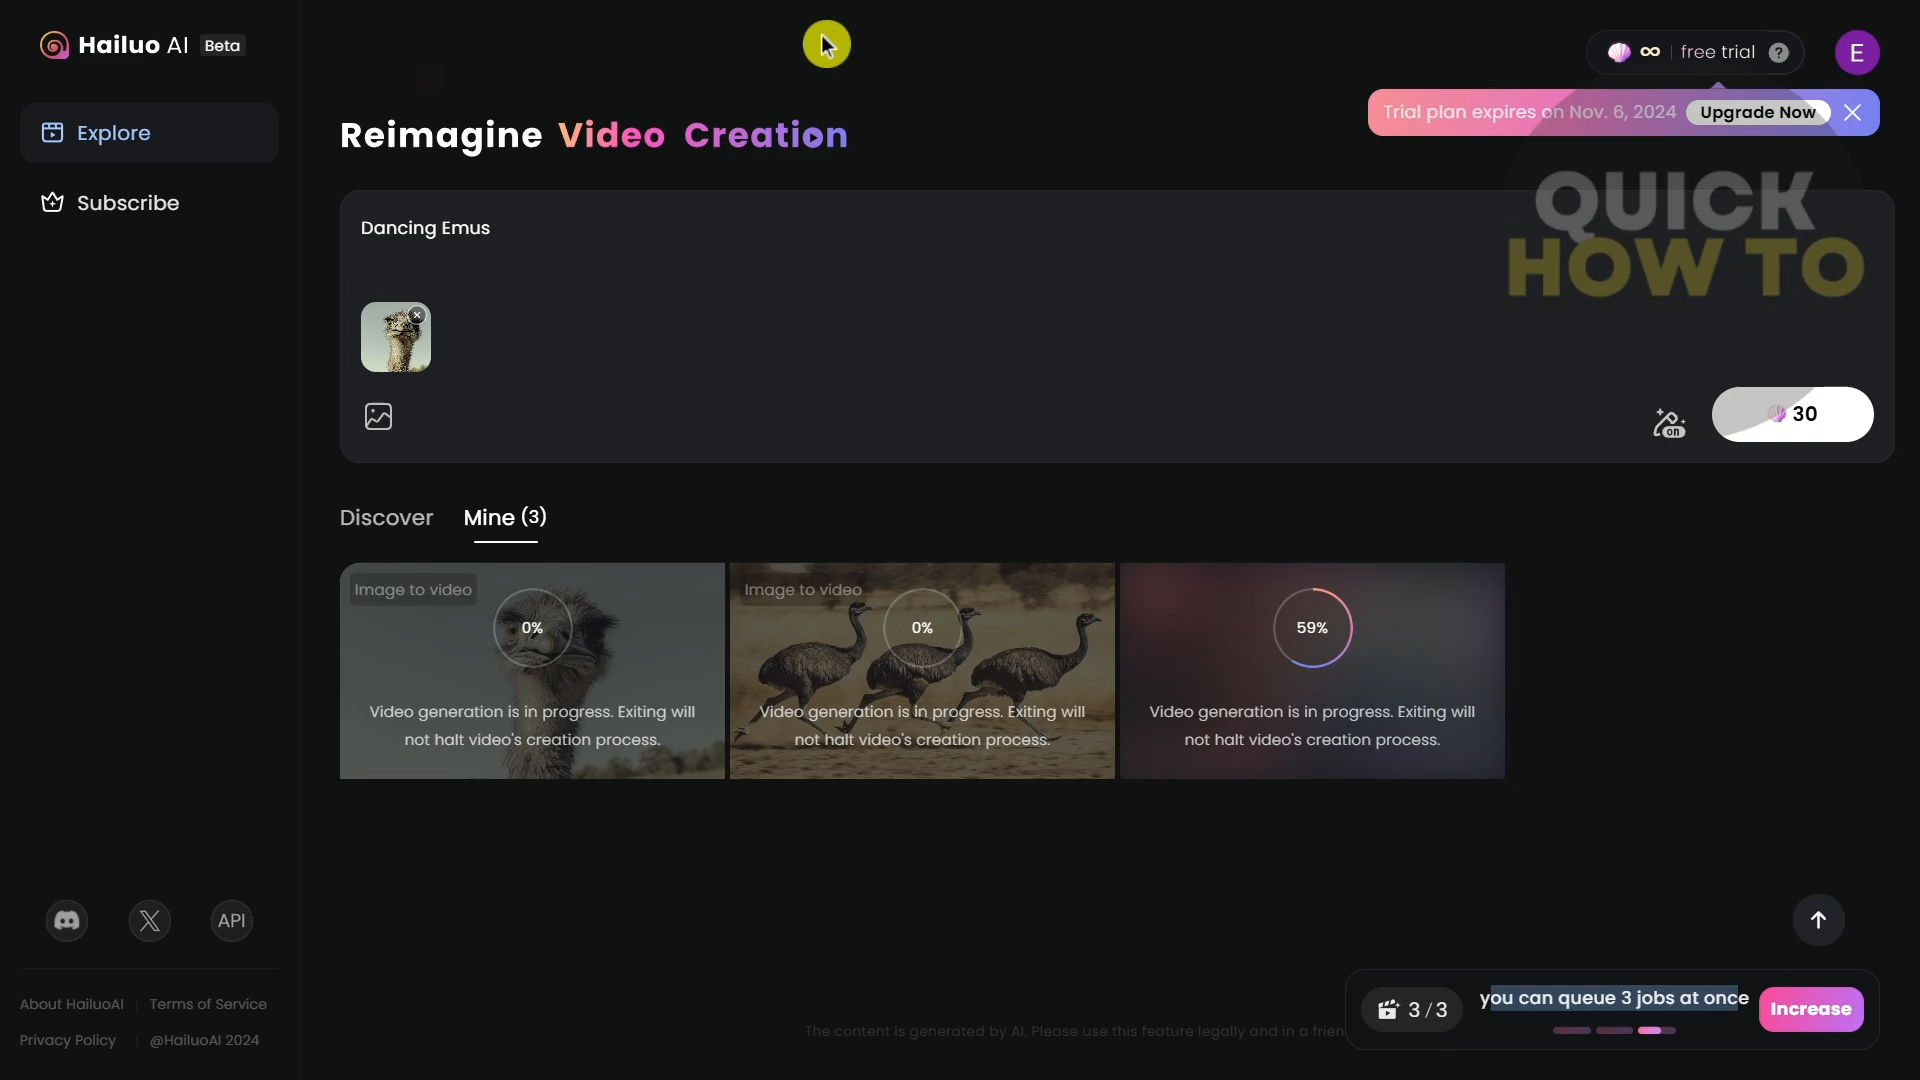 Hailuo AI Beta
∞ | free trial ?
E
Explore
Trial plan expires on Nov. 6, 2024 Upgrade Now
Reimagine Video Creation
Subscribe
QUICK
HOW TO
Dancing Emus
on
30
Discover Mine (3)
Image to video
0%
Video generation is in progress. Exiting will
not halt video's creation process.
Image to video
0%
Video generation is in progress. Exiting will
not halt video's creation process.
59%
Video generation is in progress. Exiting will
not halt video's creation process.
API
About HailuoAI | Terms of Service
Privacy Policy | @HailuoAI 2024
The content is generated by AI. Please use this feature legally and in a frien
3/3
you can queue 3 jobs at once
Increase